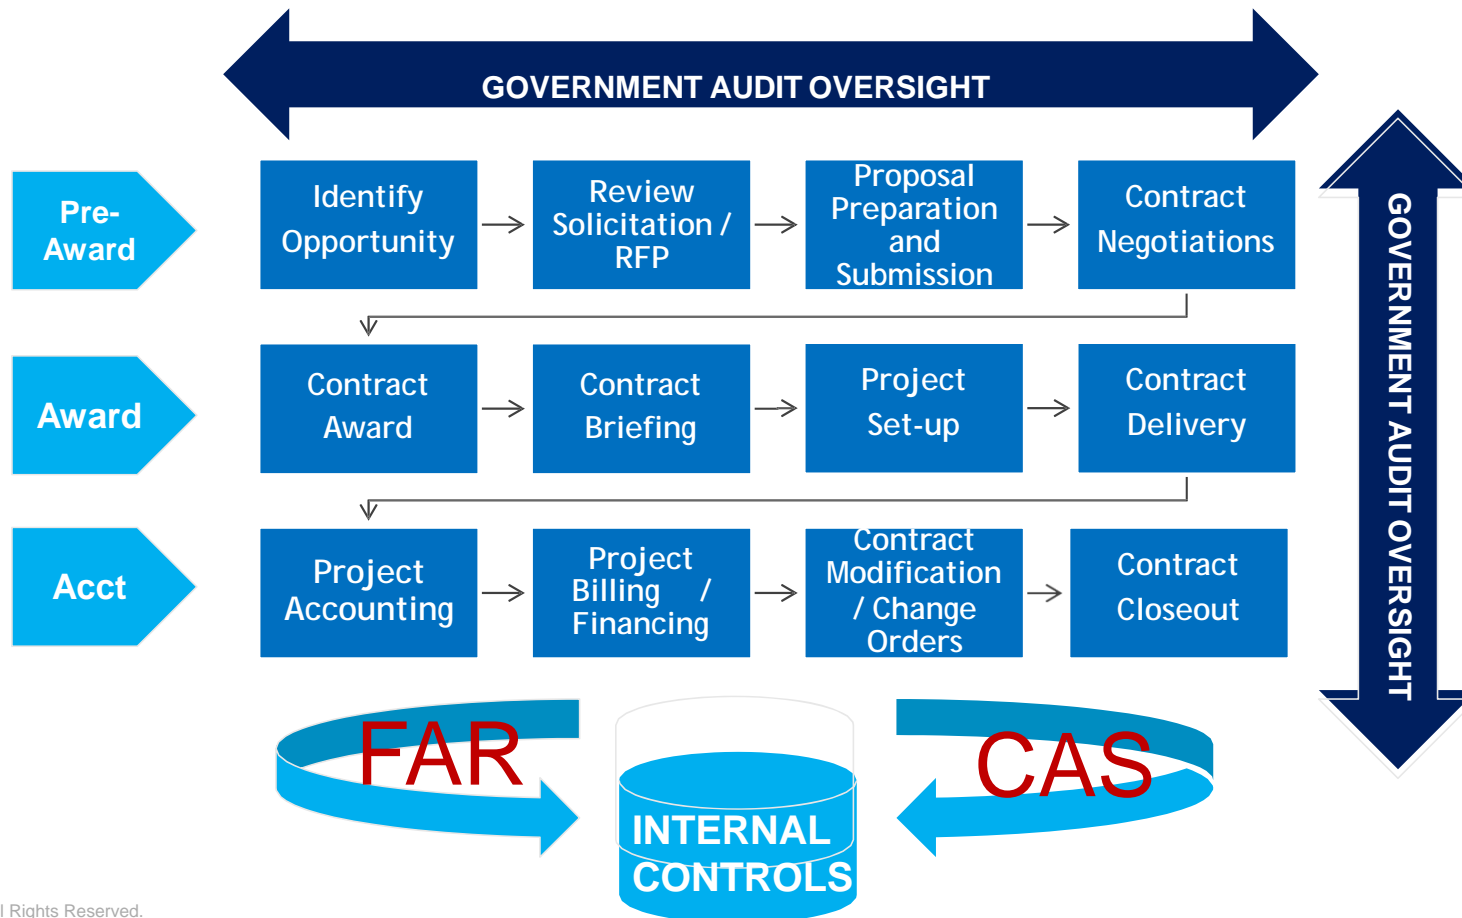 GOVERNMENT AUDIT OVERSIGHT
Pre-
Award
Identify
Opportunity
Review
Solicitation /
RFP
Proposal
Preparation
and
Submission
Contract
Negotiations
GOVERNMENT AUDIT OVERSIGHT
Award
Contract
Award
Contract
Briefing
Project
Set-up
Contract
Delivery
Acct
Project
Accounting
Project
Billing /
Financing
Contract
Modification
/ Change
Orders
Contract
Closeout
FAR
CAS
INTERNAL
CONTROLS
l Rights Reserved.